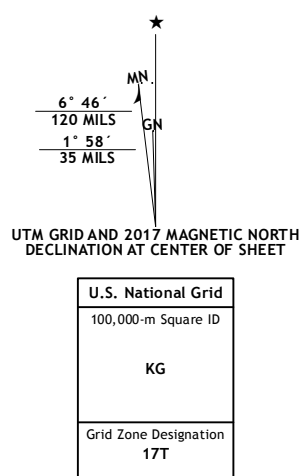 MN.
6° 46´
GN
120 MILS
1° 58´
35 MILS
UTM GRID AND 2017 MAGNETIC NORTH
DECLINATION AT CENTER OF SHEET
U.S. National Grid
100,000-m Square ID
KG
Grid Zone Designation
17T